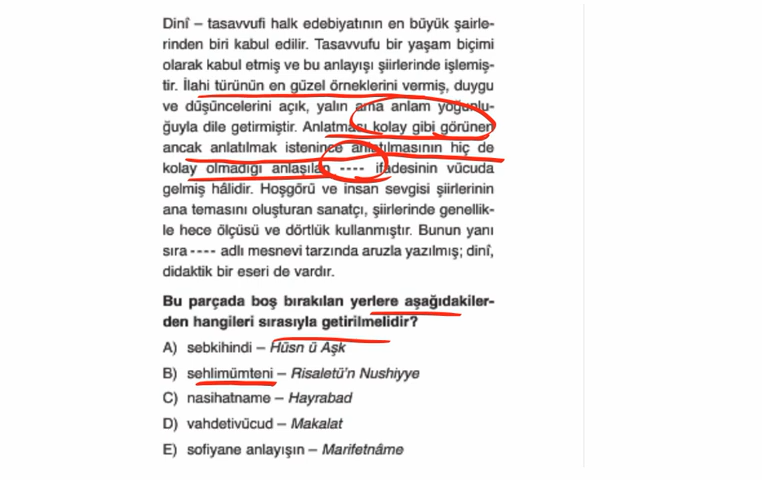 Dinî – tasavvufi halk edebiyatının en büyük şairle-
rinden biri kabul edilir. Tasavvufu bir yaşam biçimi
olarak kabul etmiş ve bu anlayışı şiirlerinde işlemiş-
tir. İlahi türünün en güzel örneklerini vermiş, duygu
ve düşüncelerini açık, yalın ama anlam yoğunlu-
ğuyla dile getirmiştir. Anlatması kolay gibi görünen
ancak anlatılmak istenince anlatılmasının hiç de
kolay olmadığı anlaşılan ---- ifadesinin vücuda
gelmiş hâlidir. Hoşgörü ve insan sevgisi şiirlerinin
ana temasını oluşturan sanatçı, şiirlerinde genellik-
le hece ölçüsü ve dörtlük kullanmıştır. Bunun yanı
sıra ---- adlı mesnevi tarzında aruzla yazılmış; dinî,
didaktik bir eseri de vardır.
Bu parçada boş bırakılan yerlere aşağıdakiler-
den hangileri sırasıyla getirilmelidir?
A) sebkihindi – Hüsn ü Aşk
B) sehlimümteni – Risaletü'n Nushiyye
C) nasihatname – Hayrabad
D) vahdetivücud – Makalat
E) sofiyane anlayışın – Marifetnâme